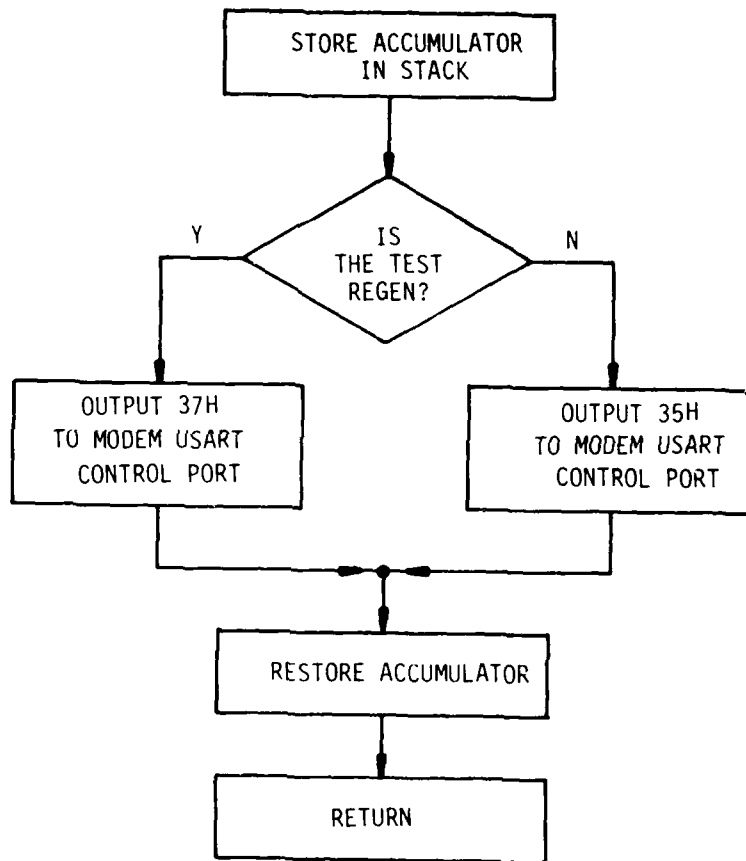 STORE ACCUMULATOR
IN STACK
IS
THE TEST
REGEN?
Y
N
OUTPUT 37H
TO MODEM USART
CONTROL PORT
OUTPUT 35H
TO MODEM USART
CONTROL PORT
RESTORE ACCUMULATOR
RETURN